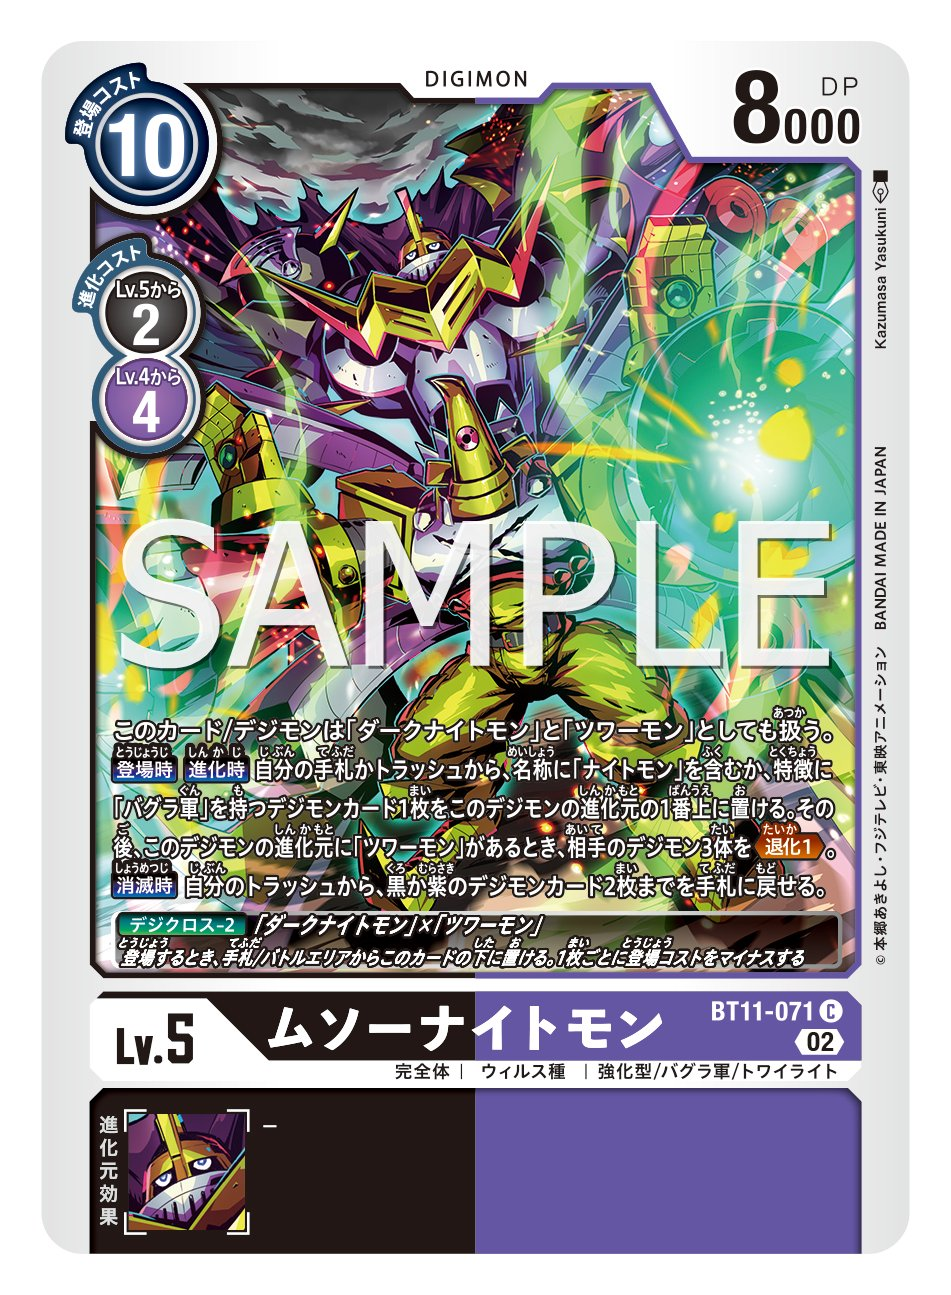 DIGIMON
登場コスト
10
8000
DP
進化コスト
Lv.5から
2
Lv.4から
4
Kazumasa Yasukuni
SAMPLE
このカード/デジモンは「ダークナイトモン」と「ツワーモン」としても扱う。
登場時 進化時 自分の手札かトラッシュから、名称に「ナイトモン」を含むか、特徴に
「バグラ軍」を持つデジモンカード1枚をこのデジモンの進化元の1番上に置ける。その
後、このデジモンの進化元に「ツワーモン」があるとき、相手のデジモン3体を 退化1 。
消滅時 自分のトラッシュから、黒か紫のデジモンカード2枚までを手札に戻せる。
デジクロス-2 「ダークナイトモン」×「ツワーモン」
登場するとき、手札/バトルエリアからこのカードの下に置ける。1枚ごとに登場コストをマイナスする
©本郷あきよし・フジテレビ・東映アニメーション BANDAI MADE IN JAPAN
Lv.5
ムソーナイトモン
BT11-071 C
02
完全体 | ウィルス種 | 強化型/バグラ軍/トワイライト
進化元効果
–